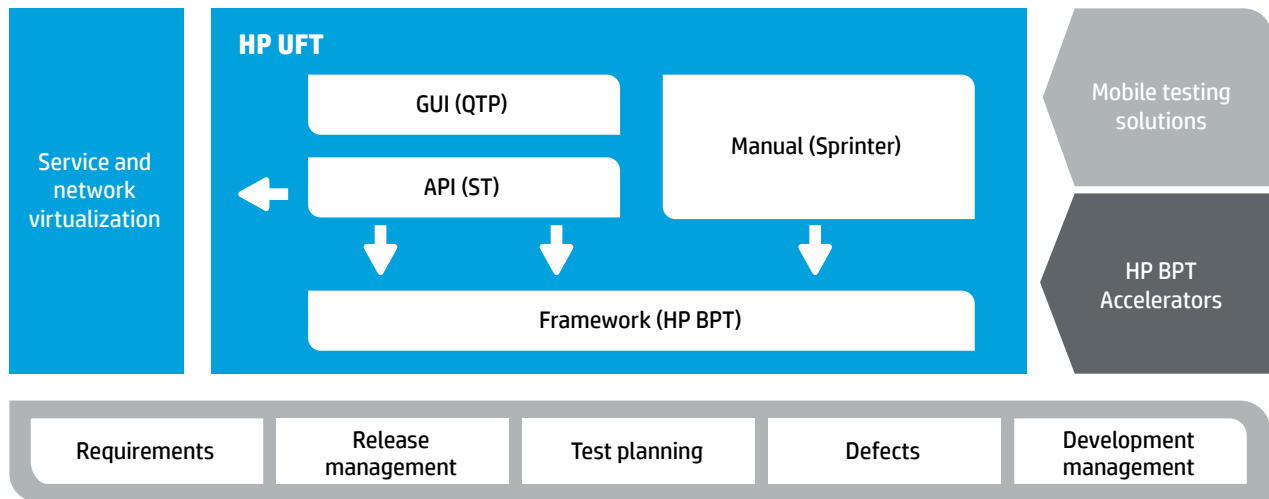 HP UFT
GUI (QTP)
API (ST)
Manual (Sprinter)
Framework (HP BPT)
Service and
network
virtualization
Mobile testing
solutions
HP BPT
Accelerators
Requirements
Release
management
Test planning
Defects
Development
management